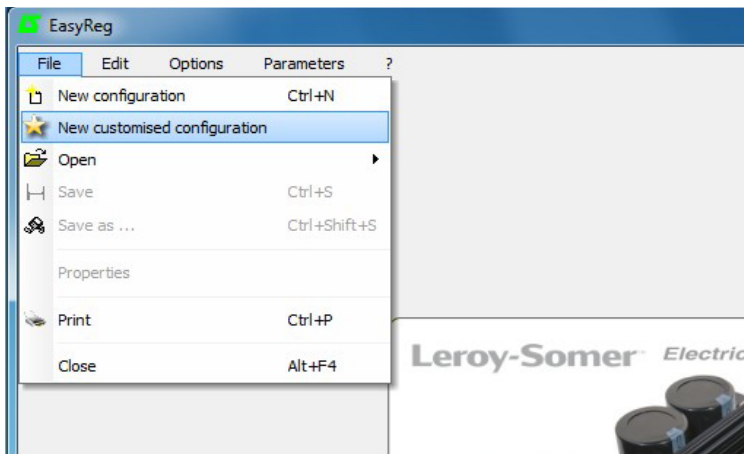 EasyReg
File Edit Options Parameters ?
New configuration Ctrl+N
New customised configuration
Open
Save Ctrl+S
Save as ... Ctrl+Shift+S
Properties
Print Ctrl+P
Close Alt+F4
Leroy-Somer Electric